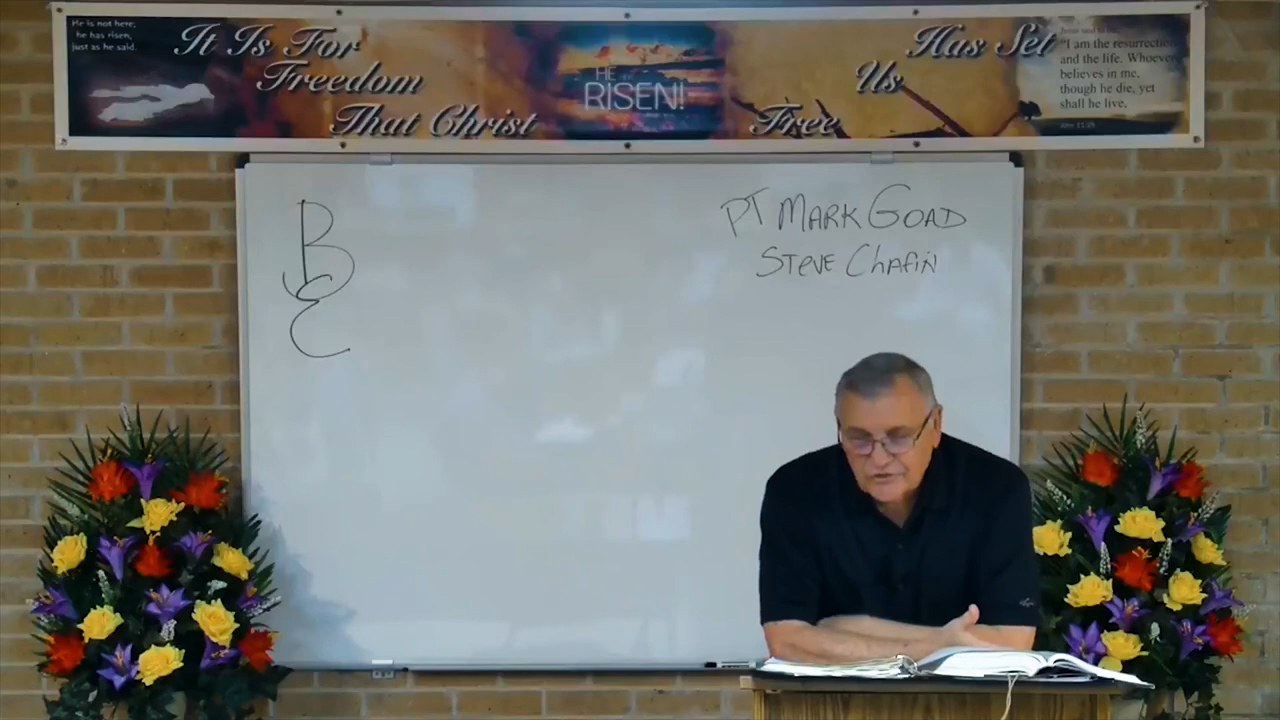 He is not here,
he has risen,
just as he said.
It Is For
Freedom
That Christ
HE
RISEN!
Has Set
Us
Free
"I am the resurrection
and the life. Whoever
believes in me,
though he die, yet
shall he live.
B
C
PT MARK GOAD
STEVE ChAFiN